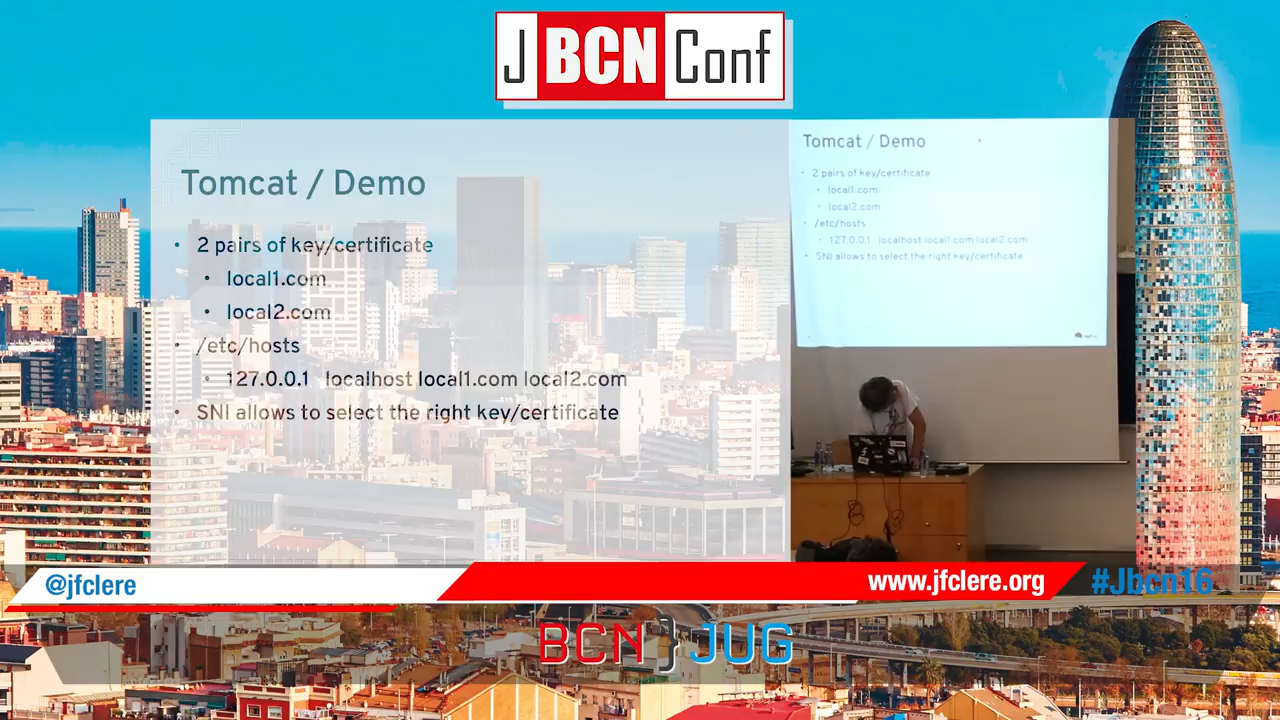 J BCN Conf
Tomcat / Demo
• 2 pairs of key/certificate
• local1.com
• local2.com
• /etc/hosts
• 127.0.0.1 localhost local1.com local2.com
• SNI allows to select the right key/certificate
Tomcat / Demo
• 2 pairs of key/certificate
• local1.com
• local2.com
• /etc/hosts
• 127.0.0.1 localhost local1.com local2.com
• SNI allows to select the right key/certificate
@jfclere
www.jfclere.org
#Jbcn16
BCN JUG